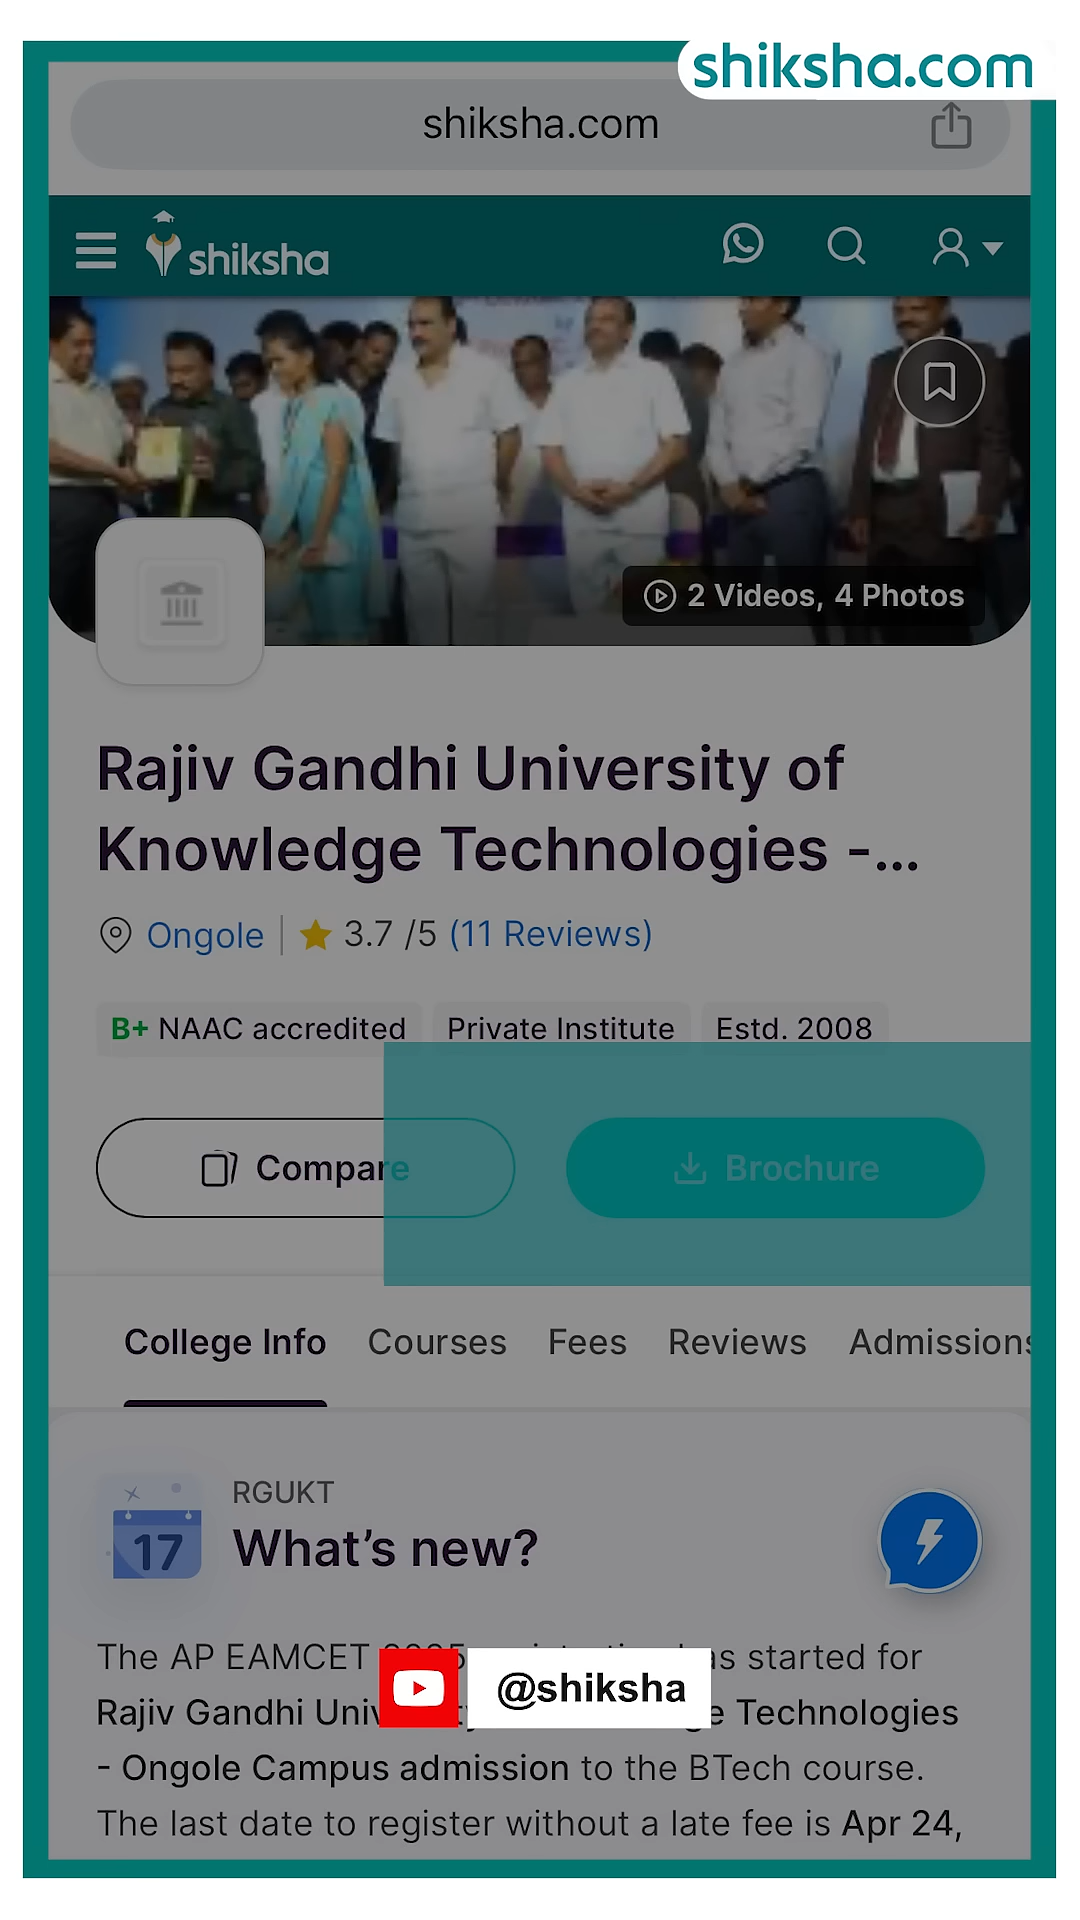 shiksha.com
shiksha.com
shiksha
2 Videos, 4 Photos
Rajiv Gandhi University of
Knowledge Technologies -...
Ongole | 3.7 /5 (11 Reviews)
B+ NAAC accredited Private Institute Estd. 2008
Compare Brochure
College Info Courses Fees Reviews Admissions
RGUKT
17 What's new?
The AP EAMCET as started for
Rajiv Gandhi Univ Technologies
@shiksha
- Ongole Campus admission to the BTech course.
The last date to register without a late fee is Apr 24,